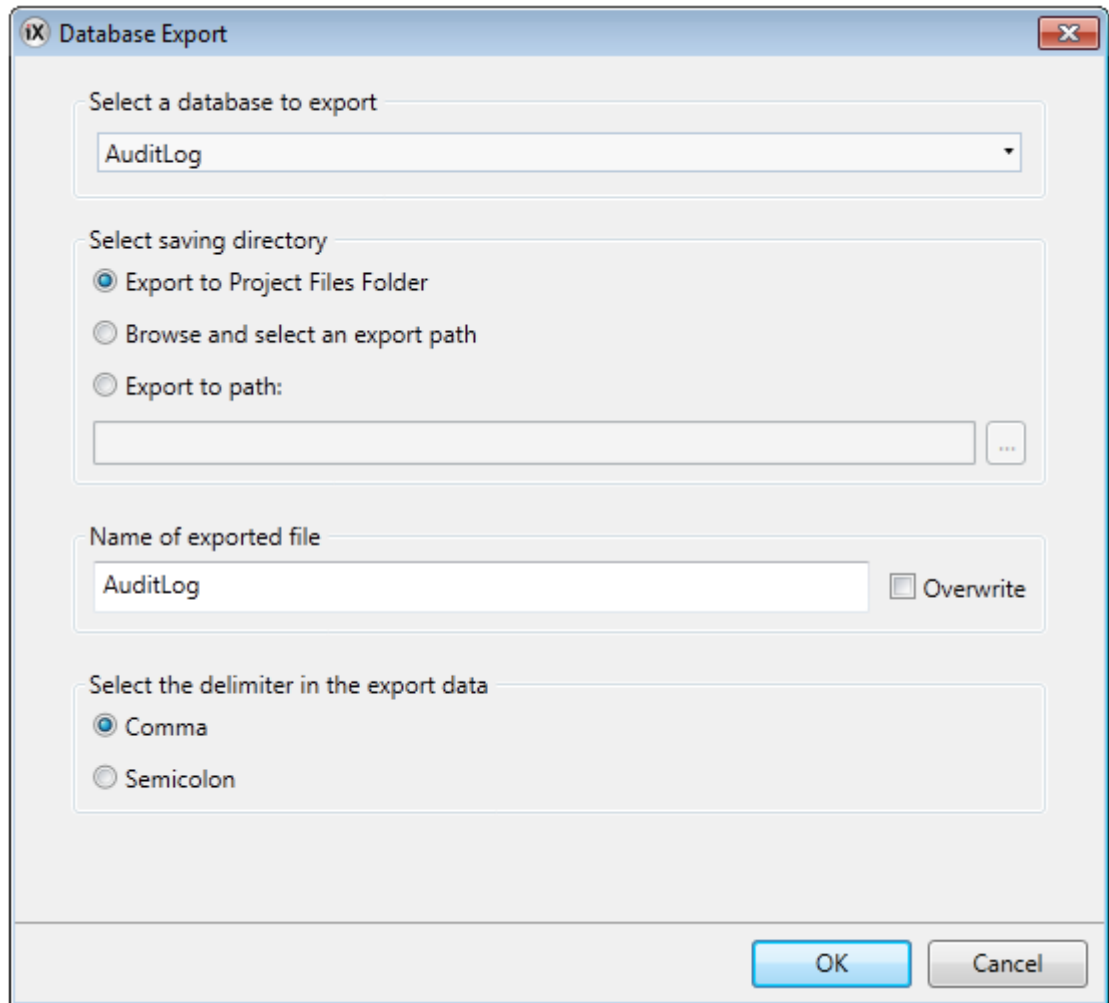 iX Database Export
Select a database to export
AuditLog
Select saving directory
Export to Project Files Folder
Browse and select an export path
Export to path:
...
Name of exported file
AuditLog
Overwrite
Select the delimiter in the export data
Comma
Semicolon
OK Cancel